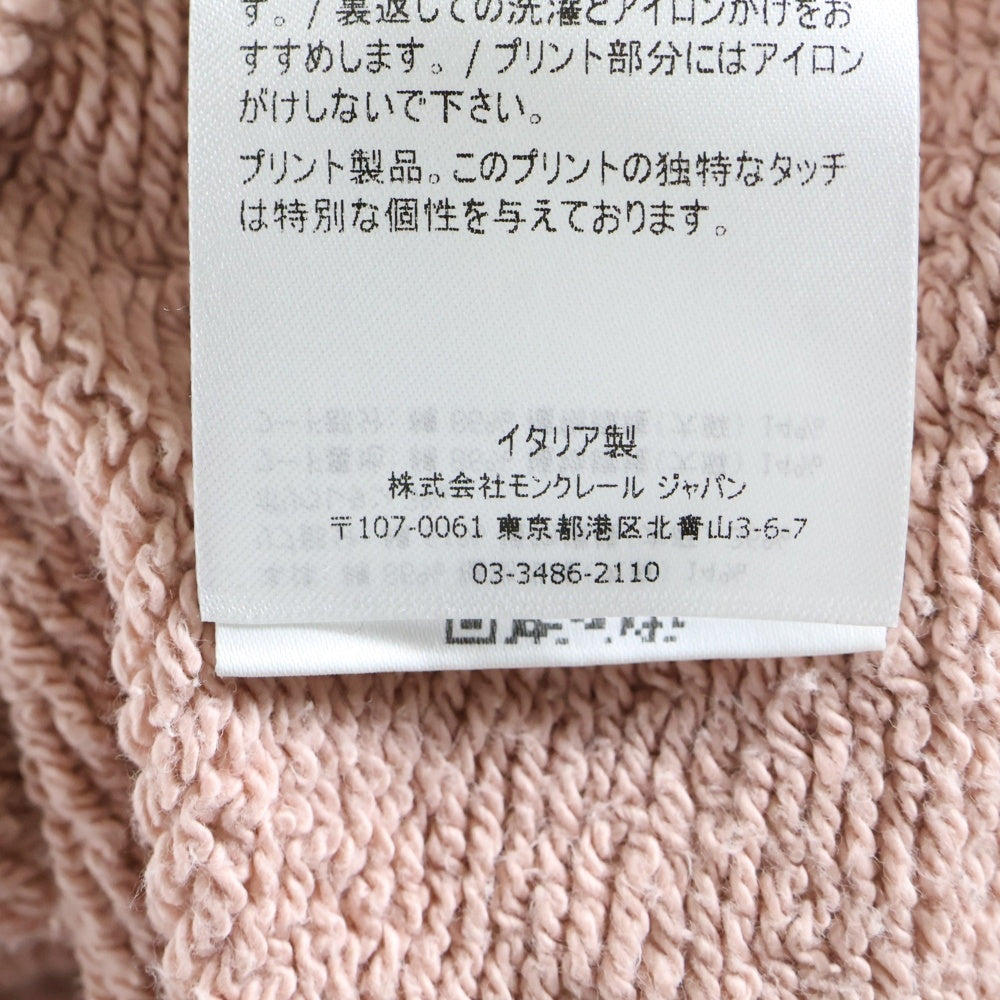 す。/ 裏返しての洗濯とアイロンかけをお
すすめします。/ プリント部分にはアイロン
がけしないで下さい。
プリント製品。このプリントの独特なタッチ
は特別な個性を与えております。
イタリア製
株式会社モンクレール ジャパン
〒107-0061 東京都港区北青山3-6-7
03-3486-2110